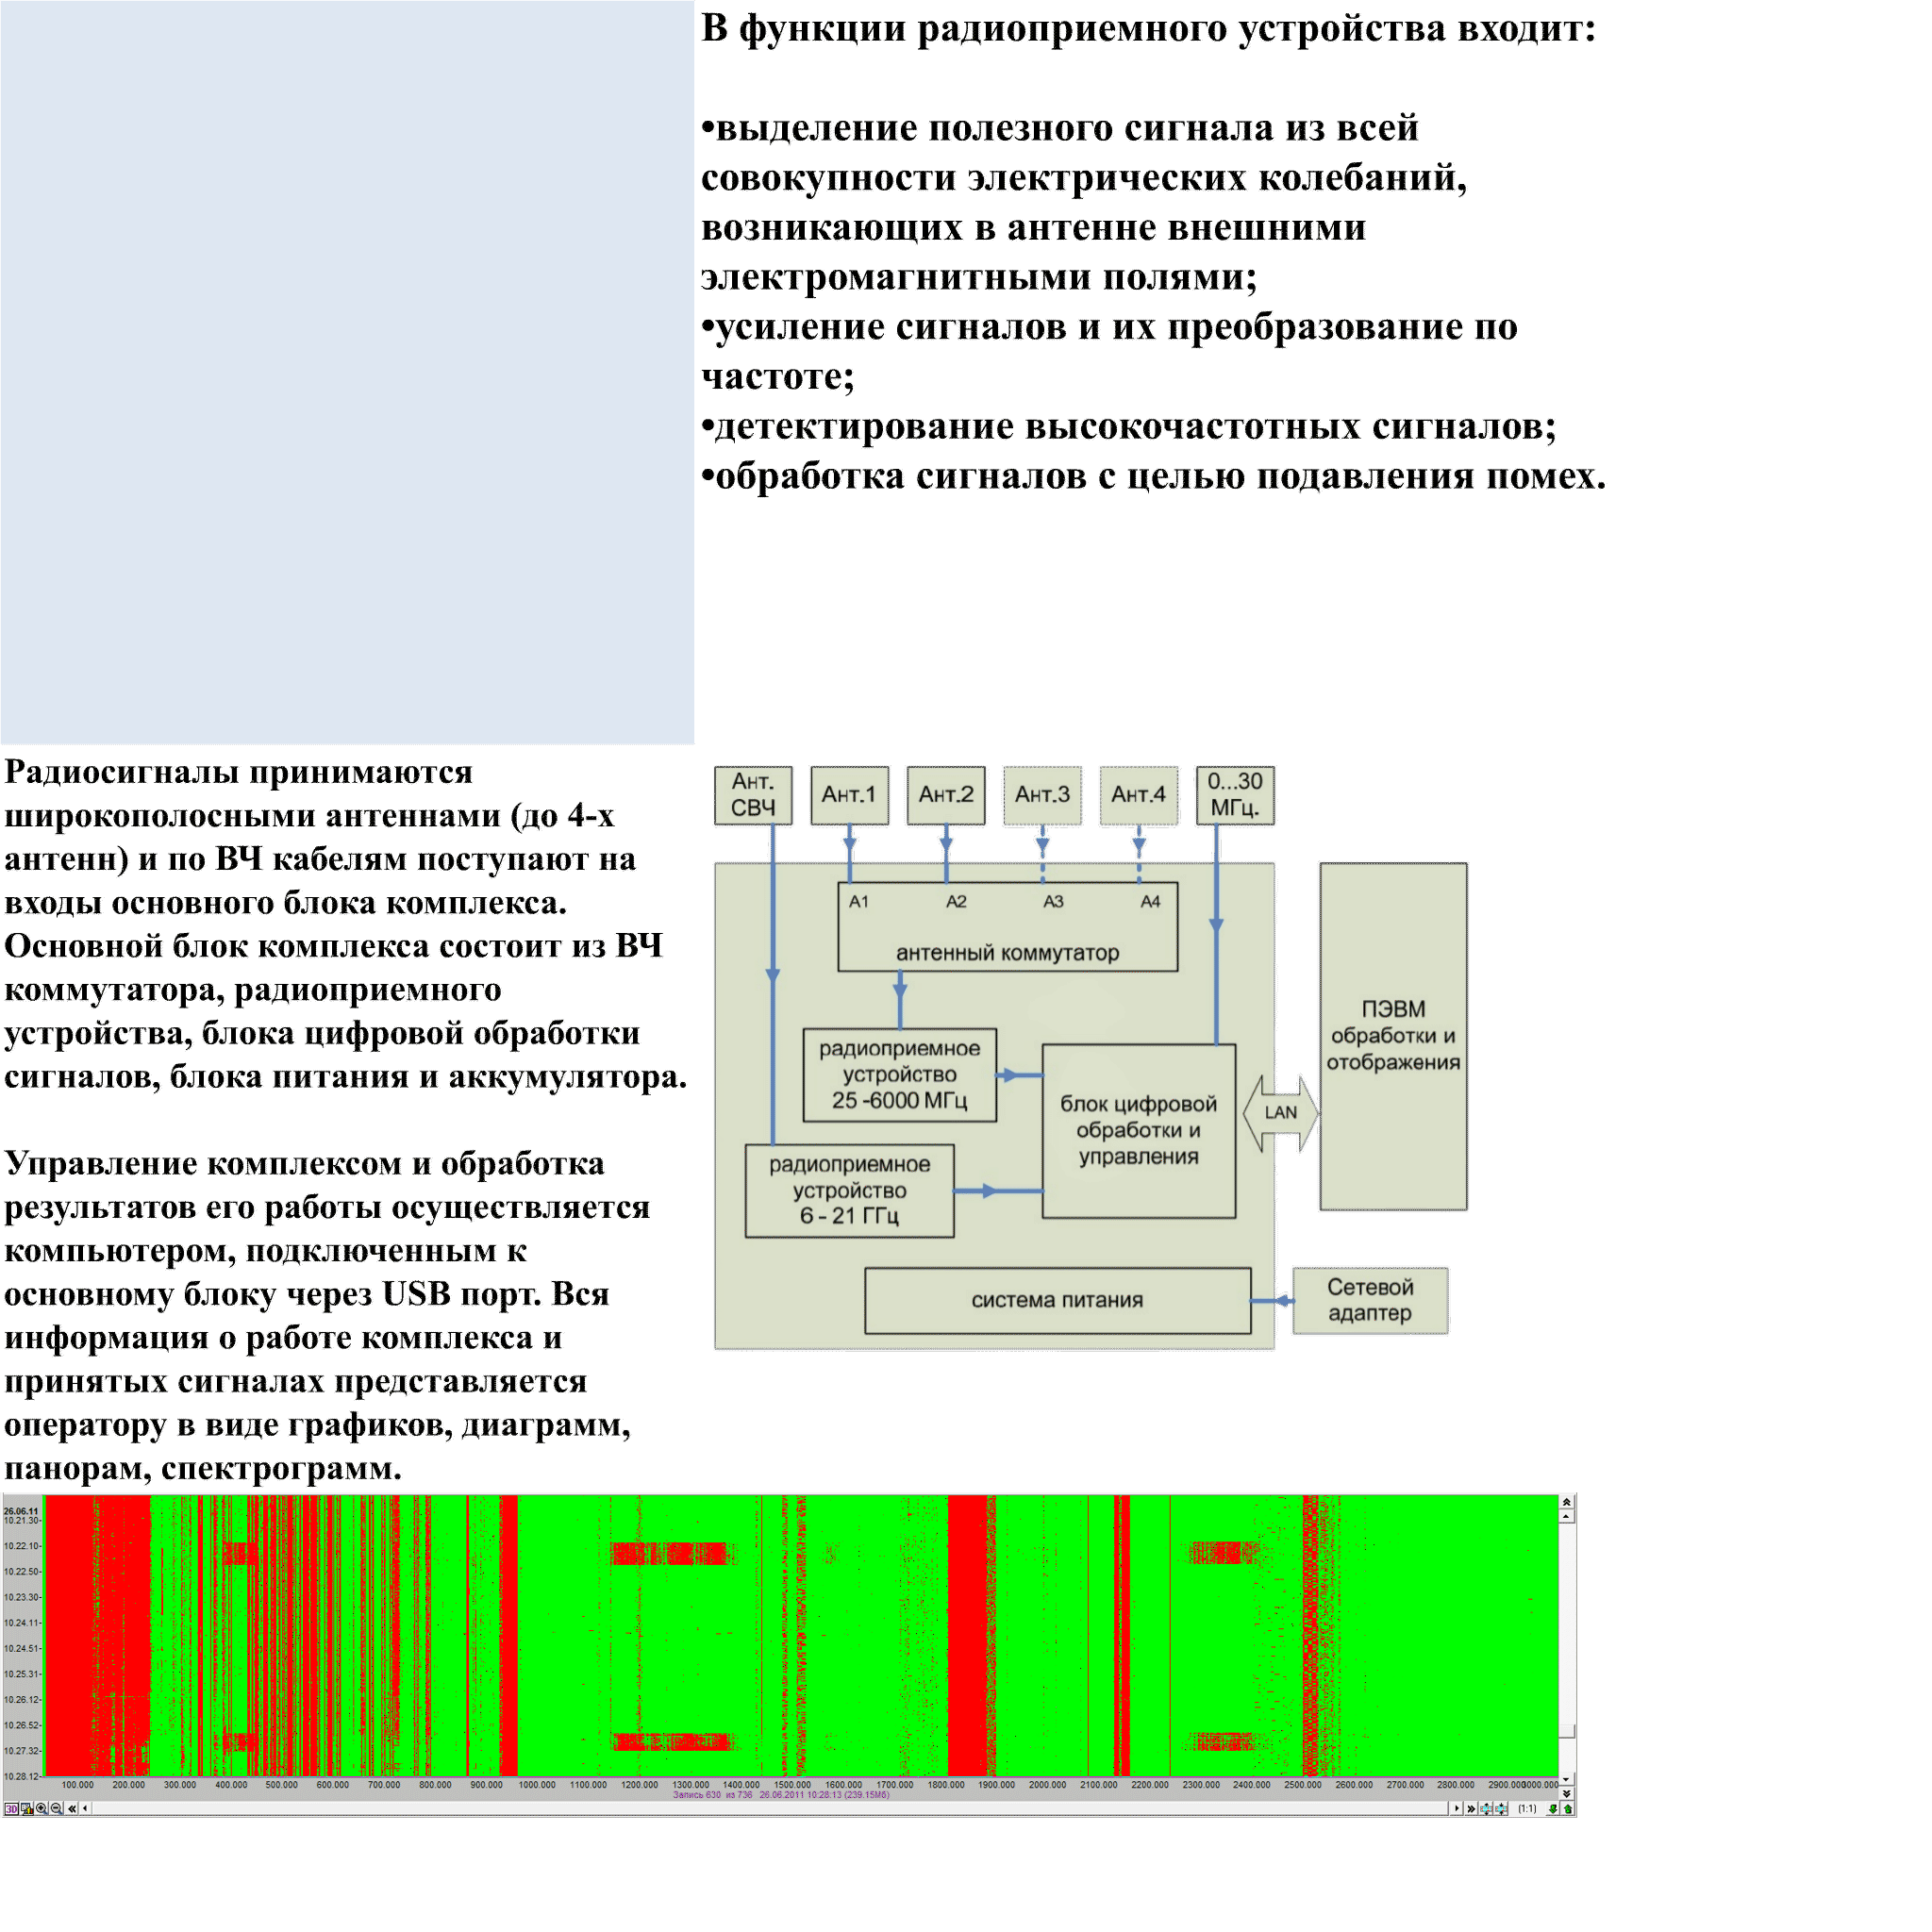 В функции радиоприемного устройства входит:
•выделение полезного сигнала из всей
совокупности электрических колебаний,
возникающих в антенне внешними
электромагнитными полями;
•усиление сигналов и их преобразование по
частоте;
•детектирование высокочастотных сигналов;
•обработка сигналов с целью подавления помех.
Радиосигналы принимаются
широкополосными антеннами (до 4-х
антенн) и по ВЧ кабелям поступают на
входы основного блока комплекса.
Основной блок комплекса состоит из ВЧ
коммутатора, радиоприемного
устройства, блока цифровой обработки
сигналов, блока питания и аккумулятора.
Управление комплексом и обработка
результатов его работы осуществляется
компьютером, подключенным к
основному блоку через USB порт. Вся
информация о работе комплекса и
принятых сигналах представляется
оператору в виде графиков, диаграмм,
панорам, спектрограмм.
Ант.
СВЧ
Ант.1
Ант.2
Ант.3
Ант.4
0...30
МГц.
А1
А2
А3
А4
антенный коммутатор
радиоприемное
устройство
25 -6000 МГц
радиоприемное
устройство
6 - 21 ГГц
блок цифровой
обработки и
управления
LAN
ПЭВМ
обработки и
отображения
система питания
Сетевой
адаптер
26.06.11
10.21.30-
10.22.10-
10.22.50-
10.23.30-
10.24.11-
10.24.51-
10.25.31-
10.26.12-
10.26.52-
10.27.32-
10.28.12-
100.000 200.000 300.000 400.000 500.000 600.000 700.000 800.000 900.000 1000.000 1100.000 1200.000 1300.000 1400.000 1500.000 1600.000 1700.000 1800.000 1900.000 2000.000 2100.000 2200.000 2300.000 2400.000 2500.000 2600.000 2700.000 2800.000 2900.000 3000.000
Запись 630 из 736 26.06.2011 10:28:13 (239.15Мб)
3D
(1:1)